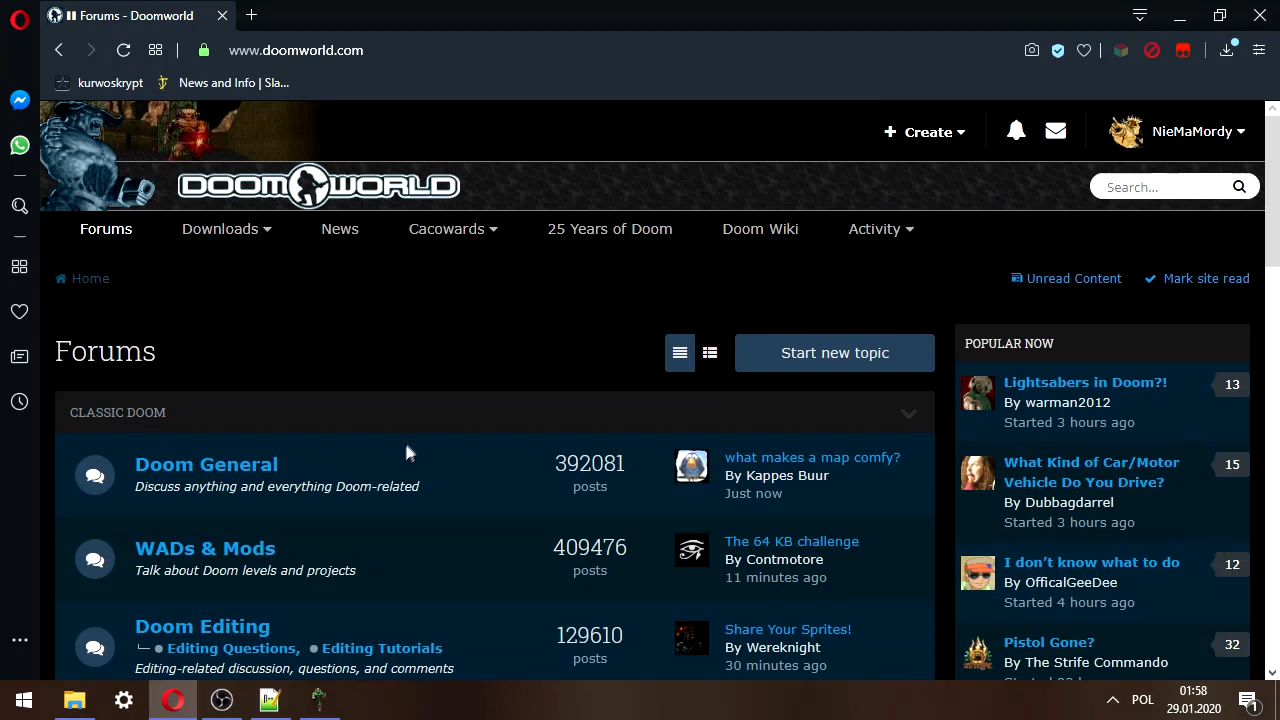 Forums - Doomworld
www.doomworld.com
kurwoskrypt
News and Info | Sla...
Create
NieMaMordy
DOOMWORLD
Search...
Forums
Downloads
News
Cacowards
25 Years of Doom
Doom Wiki
Activity
Home
Unread Content
Mark site read
Forums
Start new topic
CLASSIC DOOM
Doom General
Discuss anything and everything Doom-related
392081
posts
what makes a map comfy?
By Kappes Buur
Just now
WADs & Mods
Talk about Doom levels and projects
409476
posts
The 64 KB challenge
By Contmotore
11 minutes ago
Doom Editing
Editing Questions,
Editing Tutorials
Editing-related discussion, questions, and comments
129610
posts
Share Your Sprites!
By Wereknight
30 minutes ago
POPULAR NOW
Lightsabers in Doom?!
13
By warman2012
Started 3 hours ago
What Kind of Car/Motor
Vehicle Do You Drive?
15
By Dubbagdarrel
Started 3 hours ago
I don't know what to do
12
By OfficalGeeDee
Started 4 hours ago
Pistol Gone?
32
By The Strife Commando
POL
01:58
29.01.2020
1